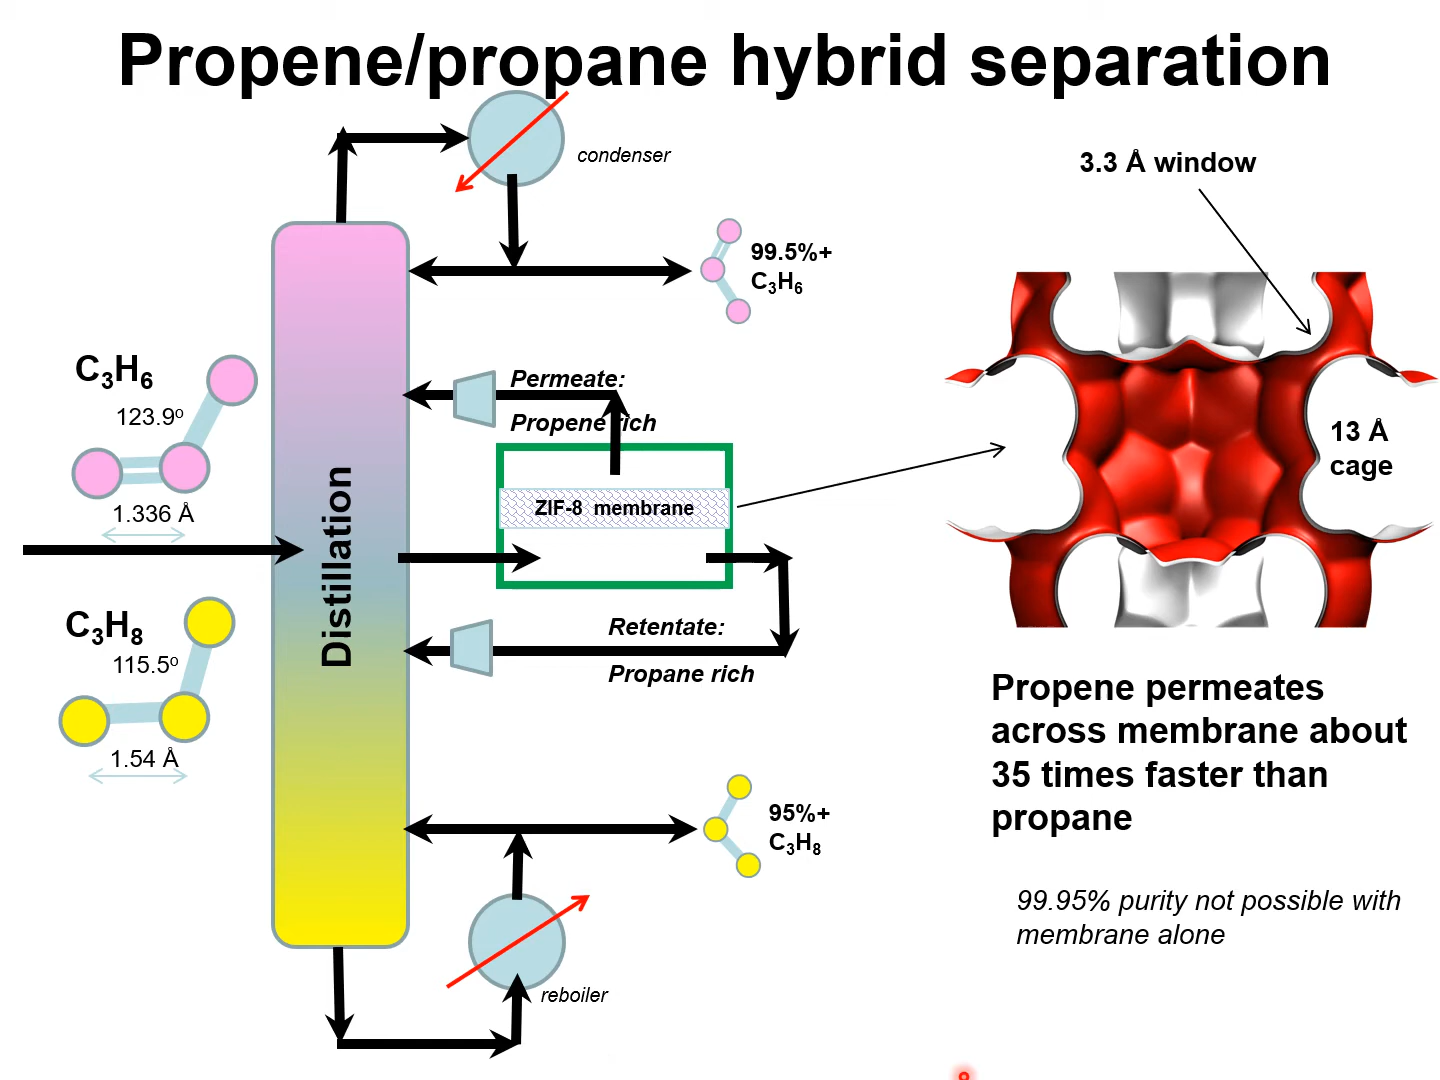 Propene/propane hybrid separation
condenser
3.3 Å window
99.5%+
C₃H₆
C₃H₆
123.9º
1.336 Å
Permeate:
Propene rich
ZIF-8 membrane
13 Å
cage
Distillation
C₃H₈
115.5º
1.54 Å
Retentate:
Propane rich
Propene permeates
across membrane about
35 times faster than
propane
95%+
C₃H₈
99.95% purity not possible with
membrane alone
reboiler